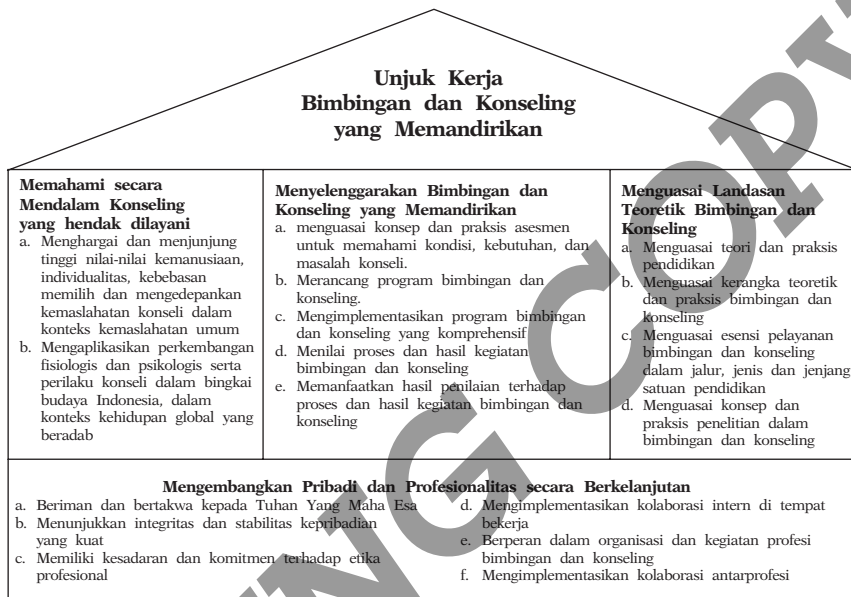 Unjuk Kerja
Bimbingan dan Konseling
yang Memandirikan
Memahami secara
Mendalam Konseling
yang hendak dilayani
a. Menghargai dan menjunjung
tinggi nilai-nilai kemanusiaan,
individualitas, kebebasan
memilih dan mengedepankan
kemaslahatan konseli dalam
konteks kemaslahatan umum
b. Mengaplikasikan perkembangan
fisiologis dan psikologis serta
perilaku konseli dalam bingkai
budaya Indonesia, dalam
konteks kehidupan global yang
beradab
Menyelenggarakan Bimbingan dan
Konseling yang Memandirikan
a. menguasai konsep dan praksis asesmen
untuk memahami kondisi, kebutuhan, dan
masalah konseli.
b. Merancang program bimbingan dan
konseling.
c. Mengimplementasikan program bimbingan
dan konseling yang komprehensif
d. Menilai proses dan hasil kegiatan
bimbingan dan konseling
e. Memanfaatkan hasil penilaian terhadap
proses dan hasil kegiatan bimbingan dan
konseling
Menguasai Landasan
Teoretik Bimbingan dan
Konseling
a. Menguasai teori dan praksis
pendidikan
b. Menguasai kerangka teoretik
dan praksis bimbingan dan
konseling
c. Menguasai esensi pelayanan
bimbingan dan konseling
dalam jalur, jenis dan jenjang
satuan pendidikan
d. Menguasai konsep dan
praksis penelitian dalam
bimbingan dan konseling
Mengembangkan Pribadi dan Profesionalitas secara Berkelanjutan
a. Beriman dan bertakwa kepada Tuhan Yang Maha Esa
b. Menunjukkan integritas dan stabilitas kepribadian
yang kuat
c. Memiliki kesadaran dan komitmen terhadap etika
profesional
d. Mengimplementasikan kolaborasi intern di tempat
bekerja
e. Berperan dalam organisasi dan kegiatan profesi
bimbingan dan konseling
f. Mengimplementasikan kolaborasi antarprofesi
NG COPY